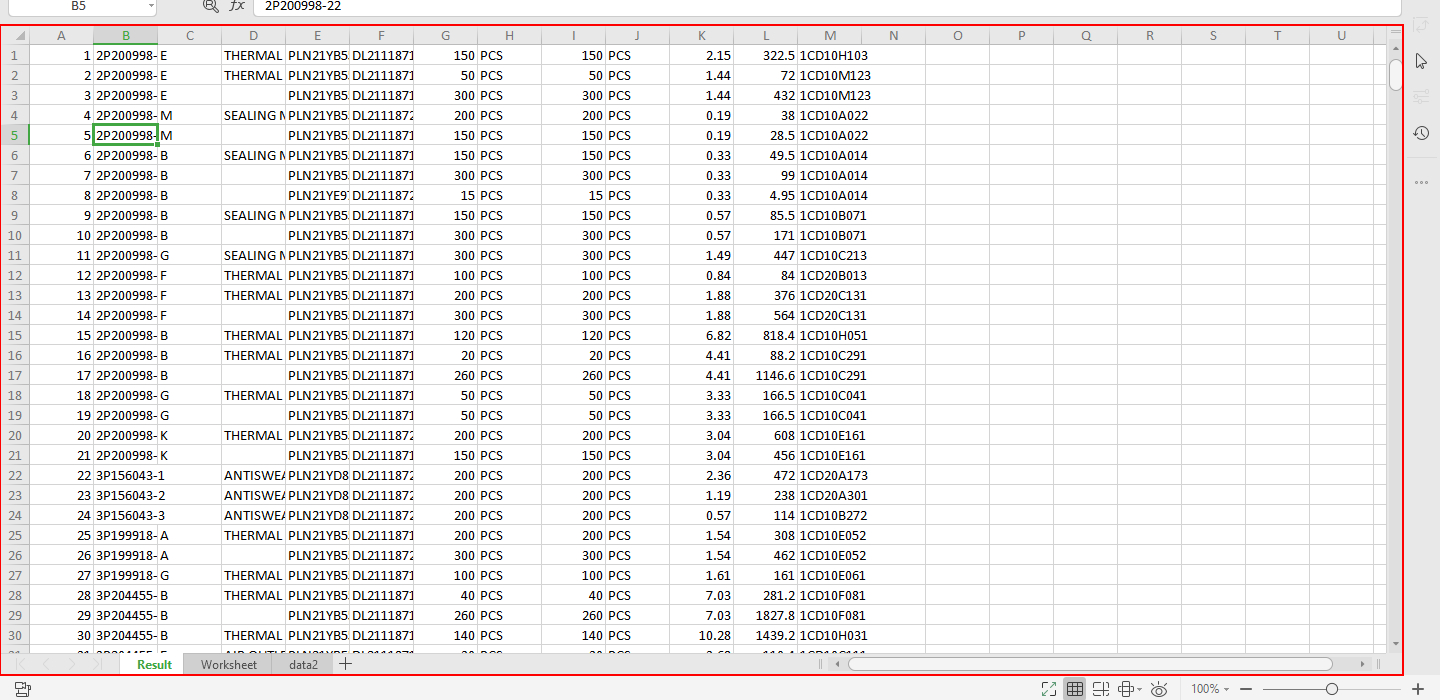 B5 fx 2P200998-22
A B C D E F G H I J K L M N O P Q R S T U
1 1 2P200998- E THERMAL PLN21YB5 DL2111871 150 PCS 150 PCS 2.15 322.5 1CD10H103
2 2 2P200998- E THERMAL PLN21YB5 DL2111871 50 PCS 50 PCS 1.44 72 1CD10M123
3 3 2P200998- E PLN21YB5 DL2111871 300 PCS 300 PCS 1.44 432 1CD10M123
4 4 2P200998- M SEALING M PLN21YB5 DL2111872 200 PCS 200 PCS 0.19 38 1CD10A022
5 5 2P200998- M PLN21YB5 DL2111871 150 PCS 150 PCS 0.19 28.5 1CD10A022
6 6 2P200998- B SEALING M PLN21YB5 DL2111871 150 PCS 150 PCS 0.33 49.5 1CD10A014
7 7 2P200998- B PLN21YB5 DL2111871 300 PCS 300 PCS 0.33 99 1CD10A014
8 8 2P200998- B PLN21YE9 DL2111872 15 PCS 15 PCS 0.33 4.95 1CD10A014
9 9 2P200998- B SEALING M PLN21YB5 DL2111871 150 PCS 150 PCS 0.57 85.5 1CD10B071
10 10 2P200998- B PLN21YB5 DL2111871 300 PCS 300 PCS 0.57 171 1CD10B071
11 11 2P200998- G SEALING M PLN21YB5 DL2111871 300 PCS 300 PCS 1.49 447 1CD10C213
12 12 2P200998- F THERMAL PLN21YB5 DL2111871 100 PCS 100 PCS 0.84 84 1CD20B013
13 13 2P200998- F THERMAL PLN21YB5 DL2111871 200 PCS 200 PCS 1.88 376 1CD20C131
14 14 2P200998- F PLN21YB5 DL2111871 300 PCS 300 PCS 1.88 564 1CD20C131
15 15 2P200998- B THERMAL PLN21YB5 DL2111871 120 PCS 120 PCS 6.82 818.4 1CD10H051
16 16 2P200998- B THERMAL PLN21YB5 DL2111871 20 PCS 20 PCS 4.41 88.2 1CD10C291
17 17 2P200998- B PLN21YB5 DL2111871 260 PCS 260 PCS 4.41 1146.6 1CD10C291
18 18 2P200998- G THERMAL PLN21YB5 DL2111871 50 PCS 50 PCS 3.33 166.5 1CD10C041
19 19 2P200998- G PLN21YB5 DL2111871 50 PCS 50 PCS 3.33 166.5 1CD10C041
20 20 2P200998- K THERMAL PLN21YB5 DL2111872 200 PCS 200 PCS 3.04 608 1CD10E161
21 21 2P200998- K PLN21YB5 DL2111871 150 PCS 150 PCS 3.04 456 1CD10E161
22 22 3P156043-1 ANTISWEA PLN21YD8 DL2111872 200 PCS 200 PCS 2.36 472 1CD20A173
23 23 3P156043-2 ANTISWEA PLN21YD8 DL2111872 200 PCS 200 PCS 1.19 238 1CD20A301
24 24 3P156043-3 ANTISWEA PLN21YD8 DL2111872 200 PCS 200 PCS 0.57 114 1CD10B272
25 25 3P199918- A THERMAL PLN21YB5 DL2111871 200 PCS 200 PCS 1.54 308 1CD10E052
26 26 3P199918- A PLN21YB5 DL2111872 300 PCS 300 PCS 1.54 462 1CD10E052
27 27 3P199918- G THERMAL PLN21YB5 DL2111871 100 PCS 100 PCS 1.61 161 1CD10E061
28 28 3P204455- B THERMAL PLN21YB5 DL2111871 40 PCS 40 PCS 7.03 281.2 1CD10F081
29 29 3P204455- B PLN21YB5 DL2111871 260 PCS 260 PCS 7.03 1827.8 1CD10F081
30 30 3P204455- B THERMAL PLN21YB5 DL2111871 140 PCS 140 PCS 10.28 1439.2 1CD10H031
Result Worksheet data2
100%